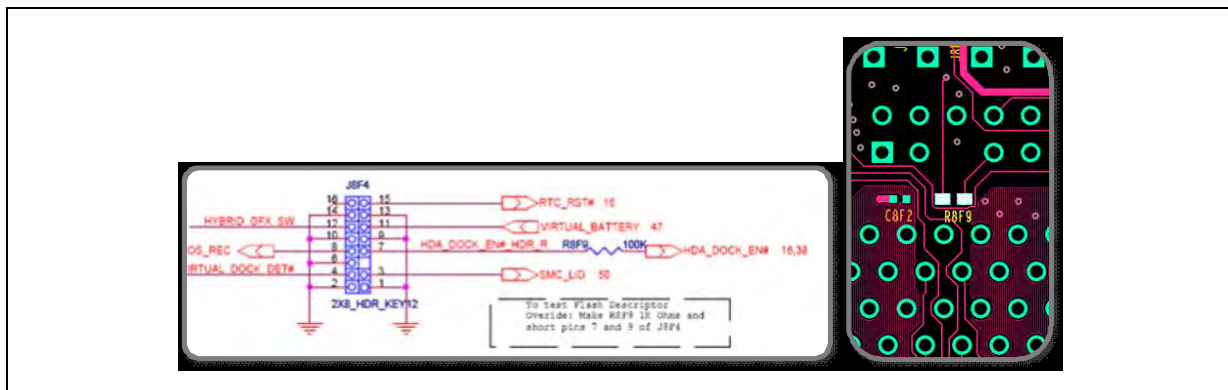 J8F4
16 15 RTC_RST# 16
14 13
HYBRID_GFX_SW 12 11 VIRTUAL_BATTERY 47
10 9
OS_REC 8 7 HDA_DOCK_EN#_HDR_R R8F9 100K HDA_DOCK_EN# 16,38
6
VIRTUAL_DOCK_DET# 4 3 SMC_LID 50
2 1
2X8_HDR_KEY12
To test Flash Descriptor
Overide: Make R8F9 1K Ohms and
short pins 7 and 9 of J8F4
C8F2 R8F9